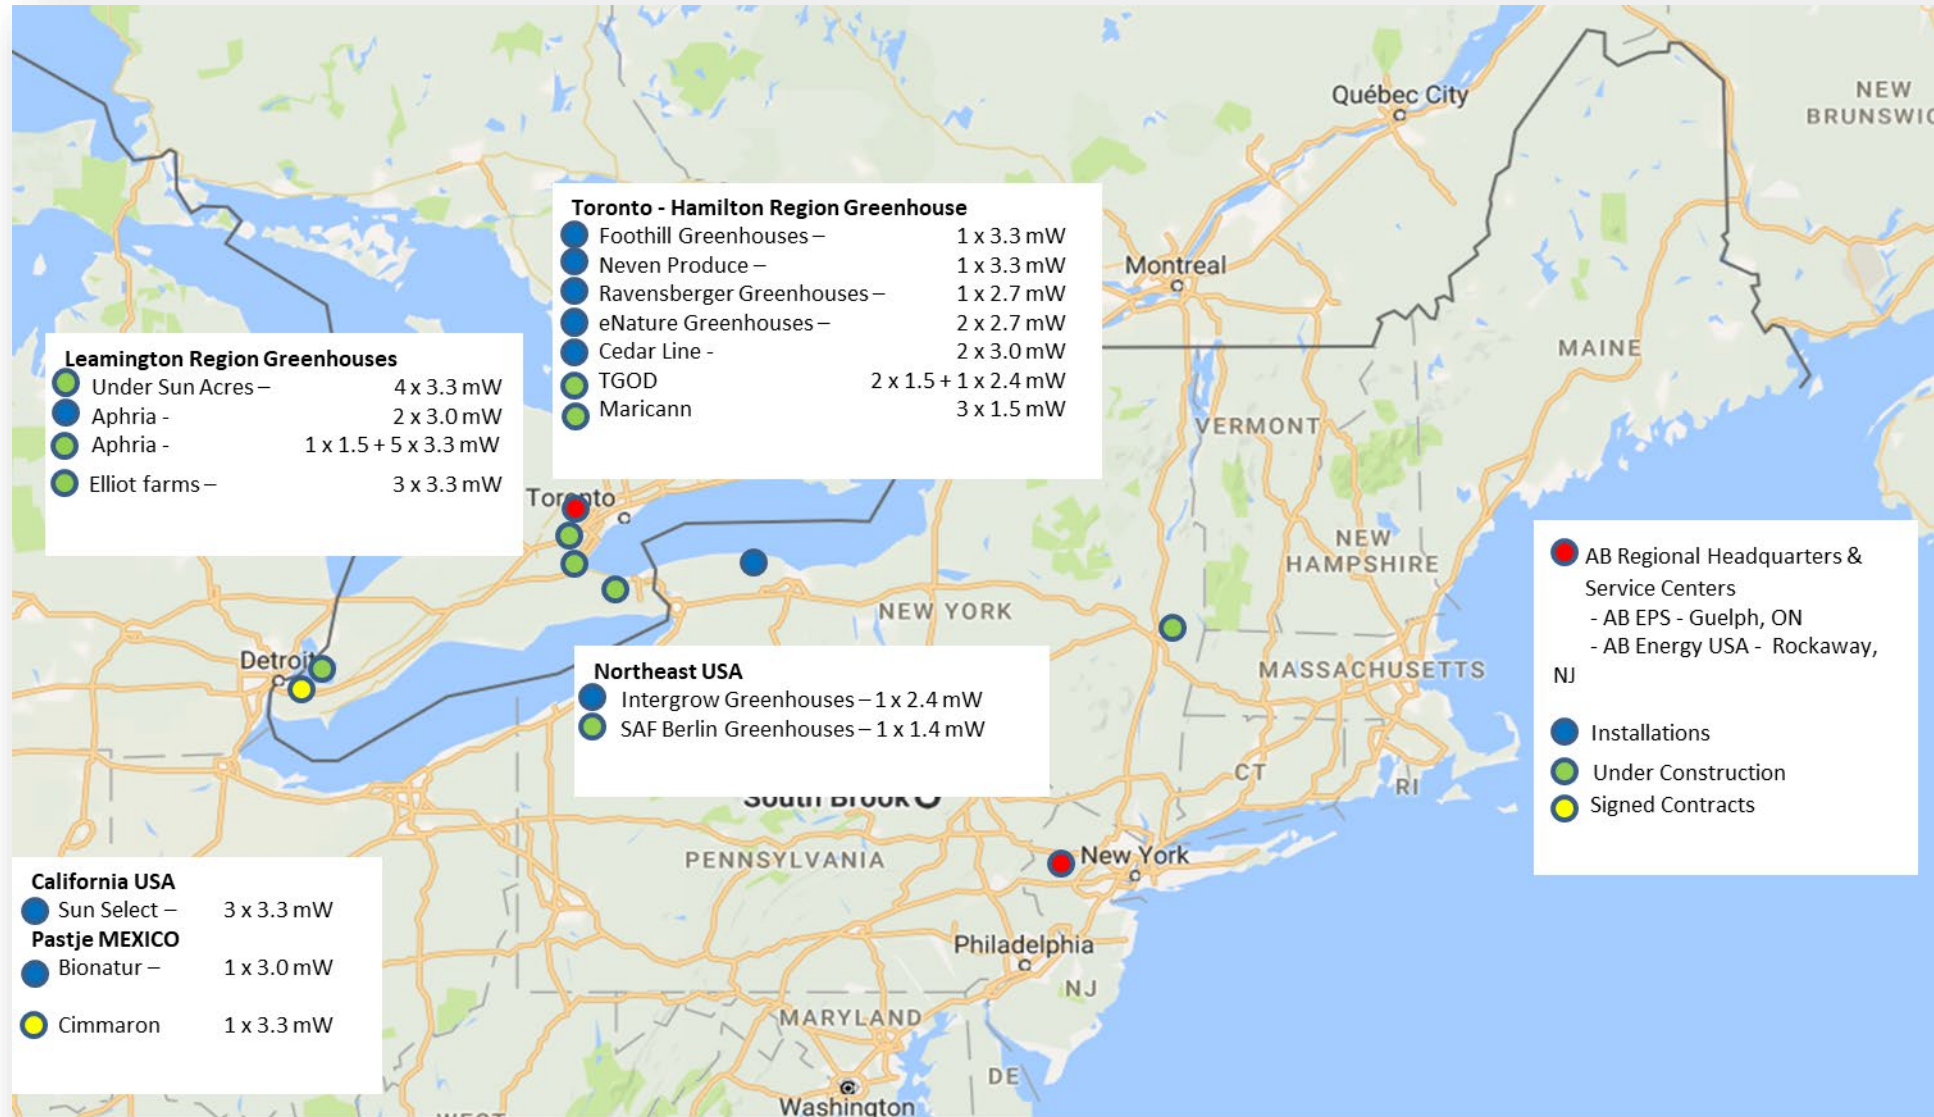 Québec City
NEW
BRUNSWIC
Montreal
MAINE
VERMONT
NEW
HAMPSHIRE
MASSACHUSETTS
CT
RI
NEW YORK
Toronto
Detroit
South Brook
PENNSYLVANIA
New York
Philadelphia
NJ
MARYLAND
DE
Washington
WEST
Toronto - Hamilton Region Greenhouse
Foothill Greenhouses – 1 x 3.3 mW
Neven Produce – 1 x 3.3 mW
Ravensberger Greenhouses – 1 x 2.7 mW
eNature Greenhouses – 2 x 2.7 mW
Cedar Line - 2 x 3.0 mW
TGOD 2 x 1.5 + 1 x 2.4 mW
Maricann 3 x 1.5 mW
Leamington Region Greenhouses
Under Sun Acres – 4 x 3.3 mW
Aphria - 2 x 3.0 mW
Aphria - 1 x 1.5 + 5 x 3.3 mW
Elliot farms – 3 x 3.3 mW
Northeast USA
Intergrow Greenhouses – 1 x 2.4 mW
SAF Berlin Greenhouses – 1 x 1.4 mW
California USA
Sun Select – 3 x 3.3 mW
Pastje MEXICO
Bionatur – 1 x 3.0 mW
Cimmaron 1 x 3.3 mW
AB Regional Headquarters &
Service Centers
- AB EPS - Guelph, ON
- AB Energy USA - Rockaway,
NJ
Installations
Under Construction
Signed Contracts